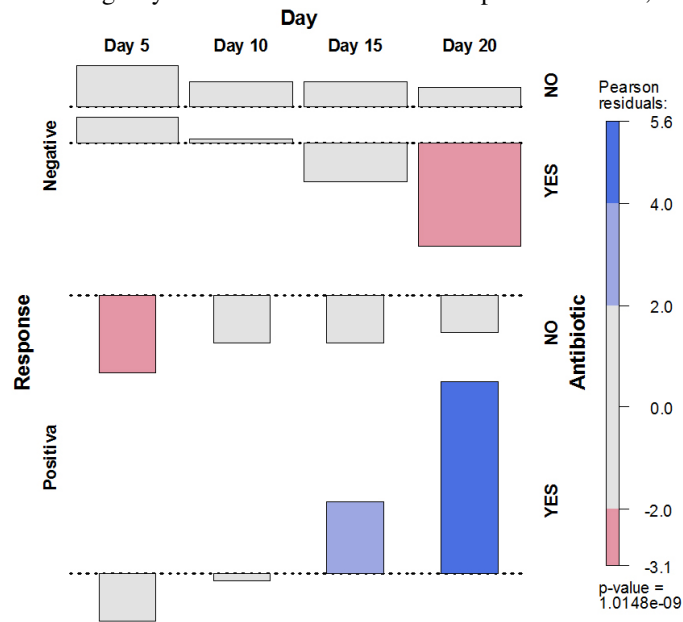 Day
Day 5 Day 10 Day 15 Day 20
Response
Negative
Positiva
NO
YES
NO
YES
Antibiotic
Pearson
residuals:
5.6
4.0
2.0
0.0
-2.0
-3.1
p-value =
1.0148e-09